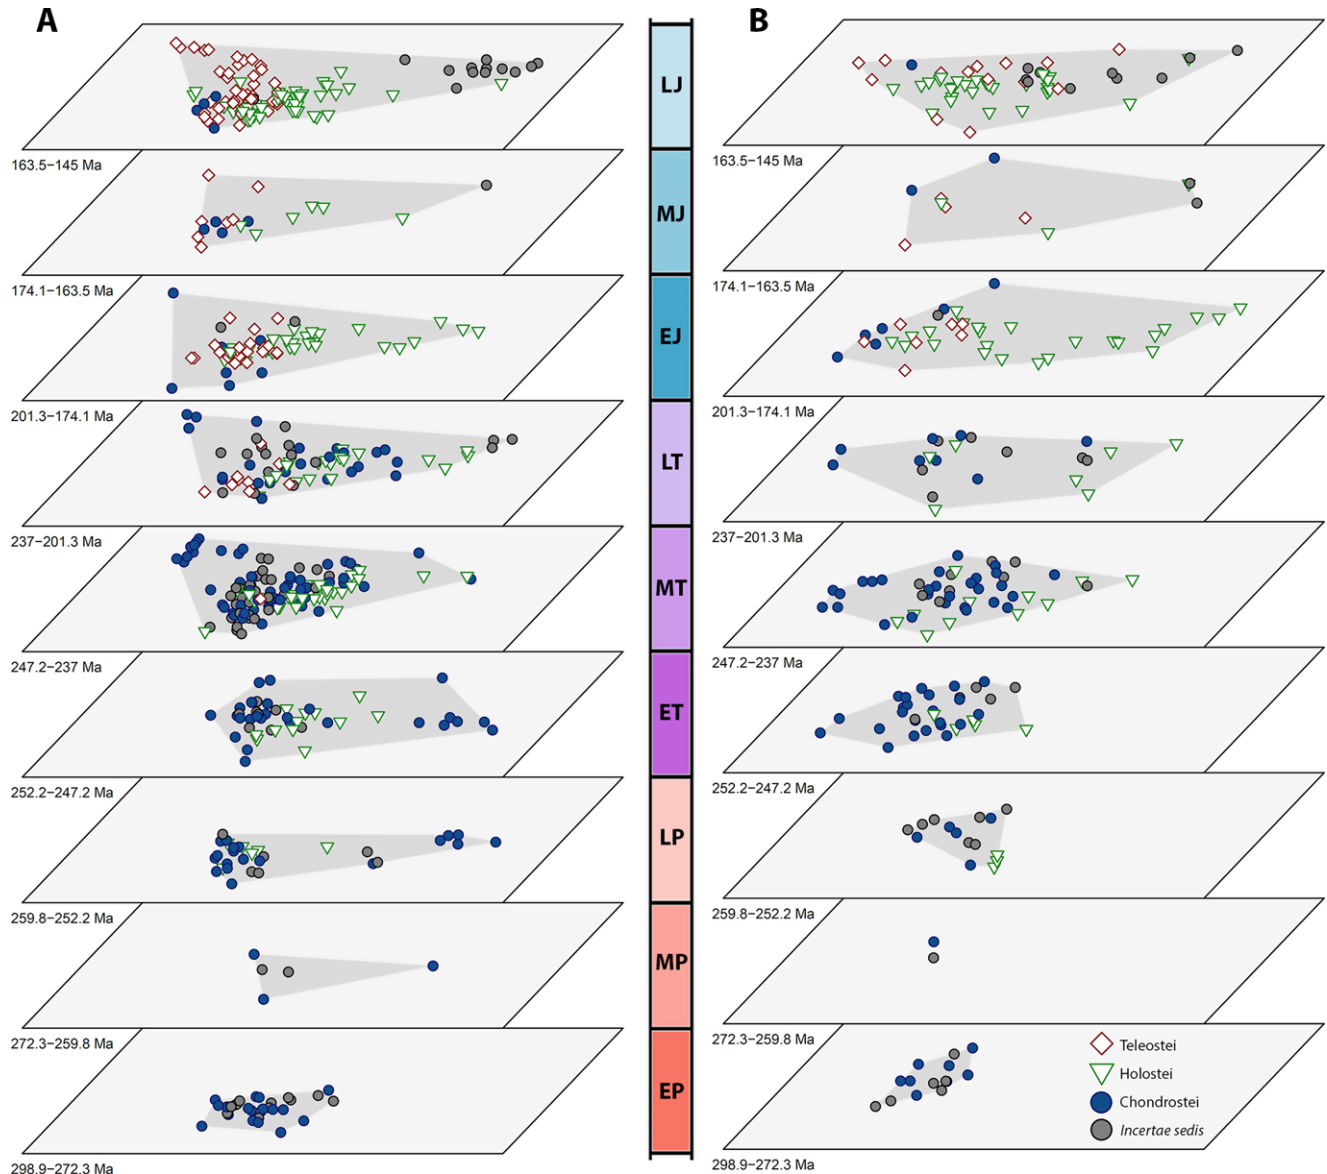 A
B
LJ
163.5–145 Ma
163.5–145 Ma
MJ
174.1–163.5 Ma
174.1–163.5 Ma
EJ
201.3–174.1 Ma
201.3–174.1 Ma
LT
237–201.3 Ma
237–201.3 Ma
MT
247.2–237 Ma
247.2–237 Ma
ET
252.2–247.2 Ma
252.2–247.2 Ma
LP
259.8–252.2 Ma
259.8–252.2 Ma
MP
272.3–259.8 Ma
272.3–259.8 Ma
Teleostei
Holostei
EP
Chondrostei
Incertae sedis
298.9–272.3 Ma
298.9–272.3 Ma